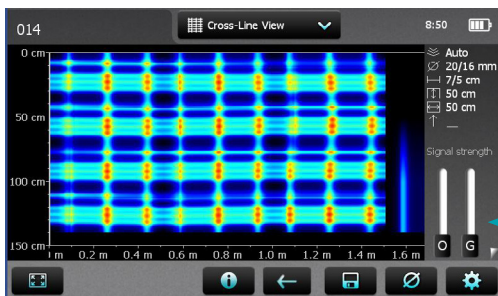 014
Cross-Line View
8:50
0 cm
50 cm
100 cm
150 cm
m
0.2 m
0.4 m
0.6 m
0.8 m
1.0 m
1.2 m
1.4 m
1.6 m
Auto
Ø 20/16 mm
7/5 cm
50 cm
50 cm
Signal strength
O G
Ø